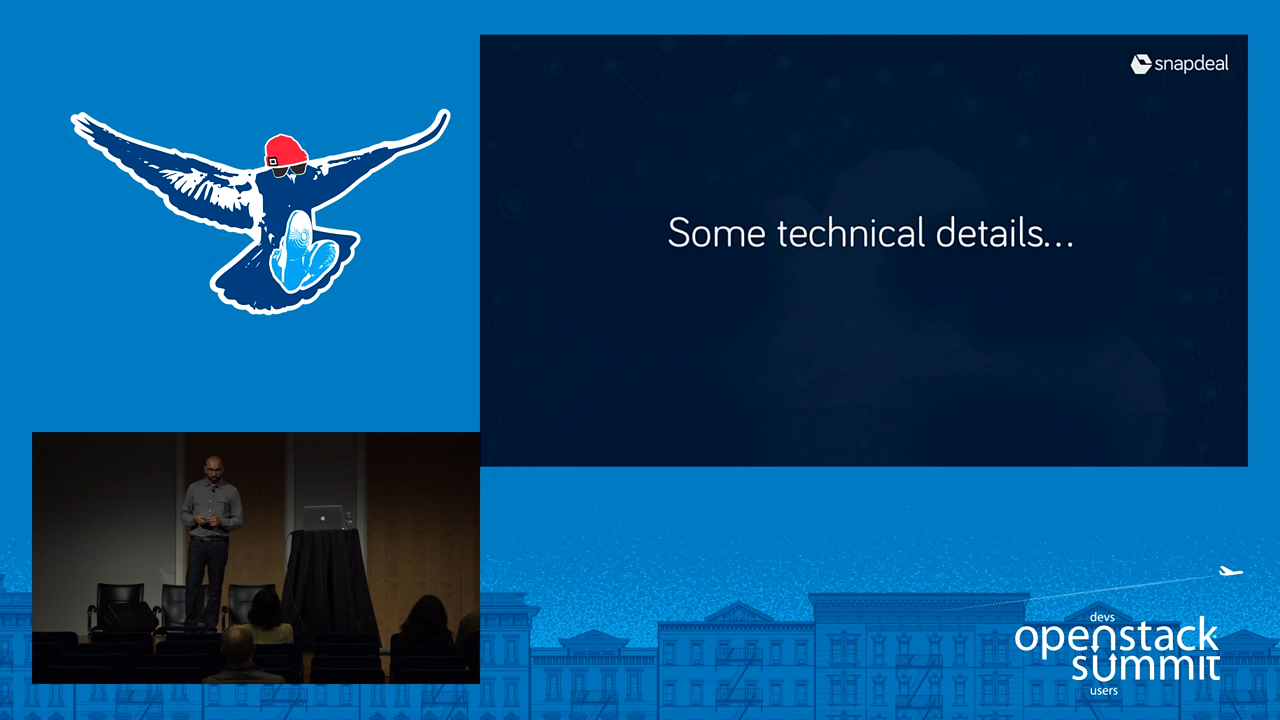 snapdeal
Some technical details...
devs
openstack
summit
users